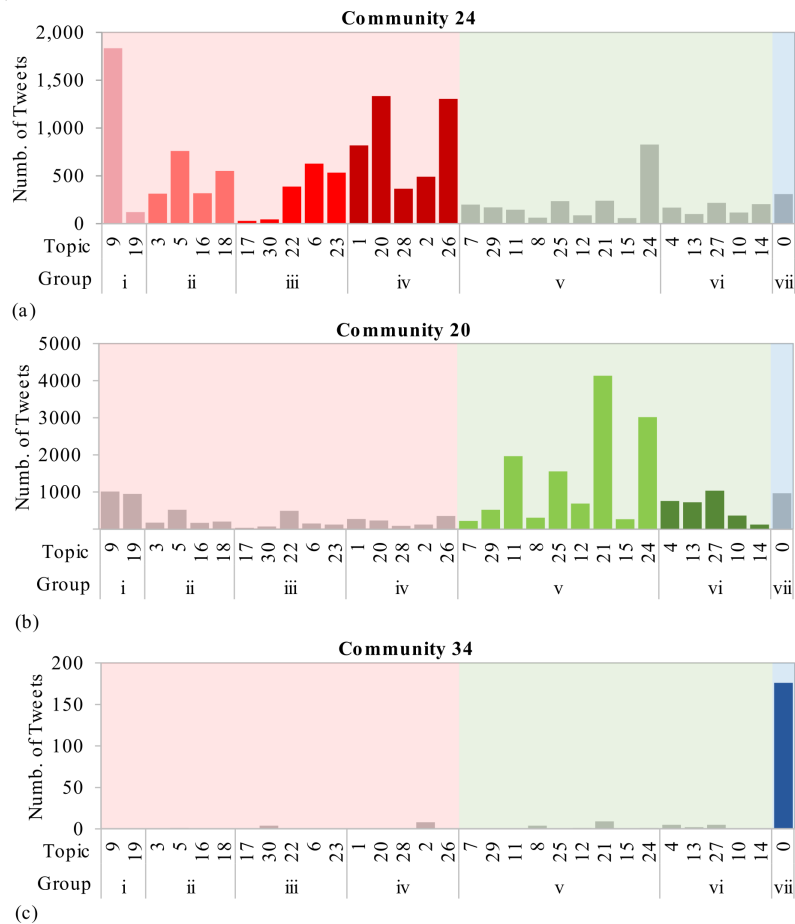 Community 24
Numb. of Tweets
2,000
1,500
1,000
500
0
Topic 9 19 3 5 16 18 17 30 22 6 23 1 20 28 2 26 7 29 11 8 25 12 21 15 24 4 13 27 10 14 0
Group i ii iii iv v vi vii
(a)
Community 20
Numb. of Tweets
5000
4000
3000
2000
1000
Topic 9 19 3 5 16 18 17 30 22 6 23 1 20 28 2 26 7 29 11 8 25 12 21 15 24 4 13 27 10 14 0
Group i ii iii iv v vi vii
(b)
Community 34
Numb. of Tweets
200
150
100
50
0
Topic 9 19 3 5 16 18 17 30 22 6 23 1 20 28 2 26 7 29 11 8 25 12 21 15 24 4 13 27 10 14 0
Group i ii iii iv v vi vii
(c)